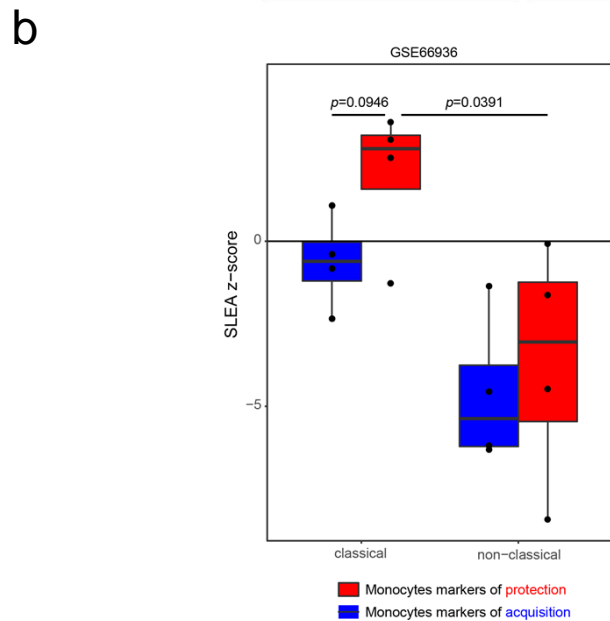 b
GSE66936
p=0.0946
p=0.0391
SLEA z−score
0
−5
classical
non−classical
Monocytes markers of protection
Monocytes markers of acquisition